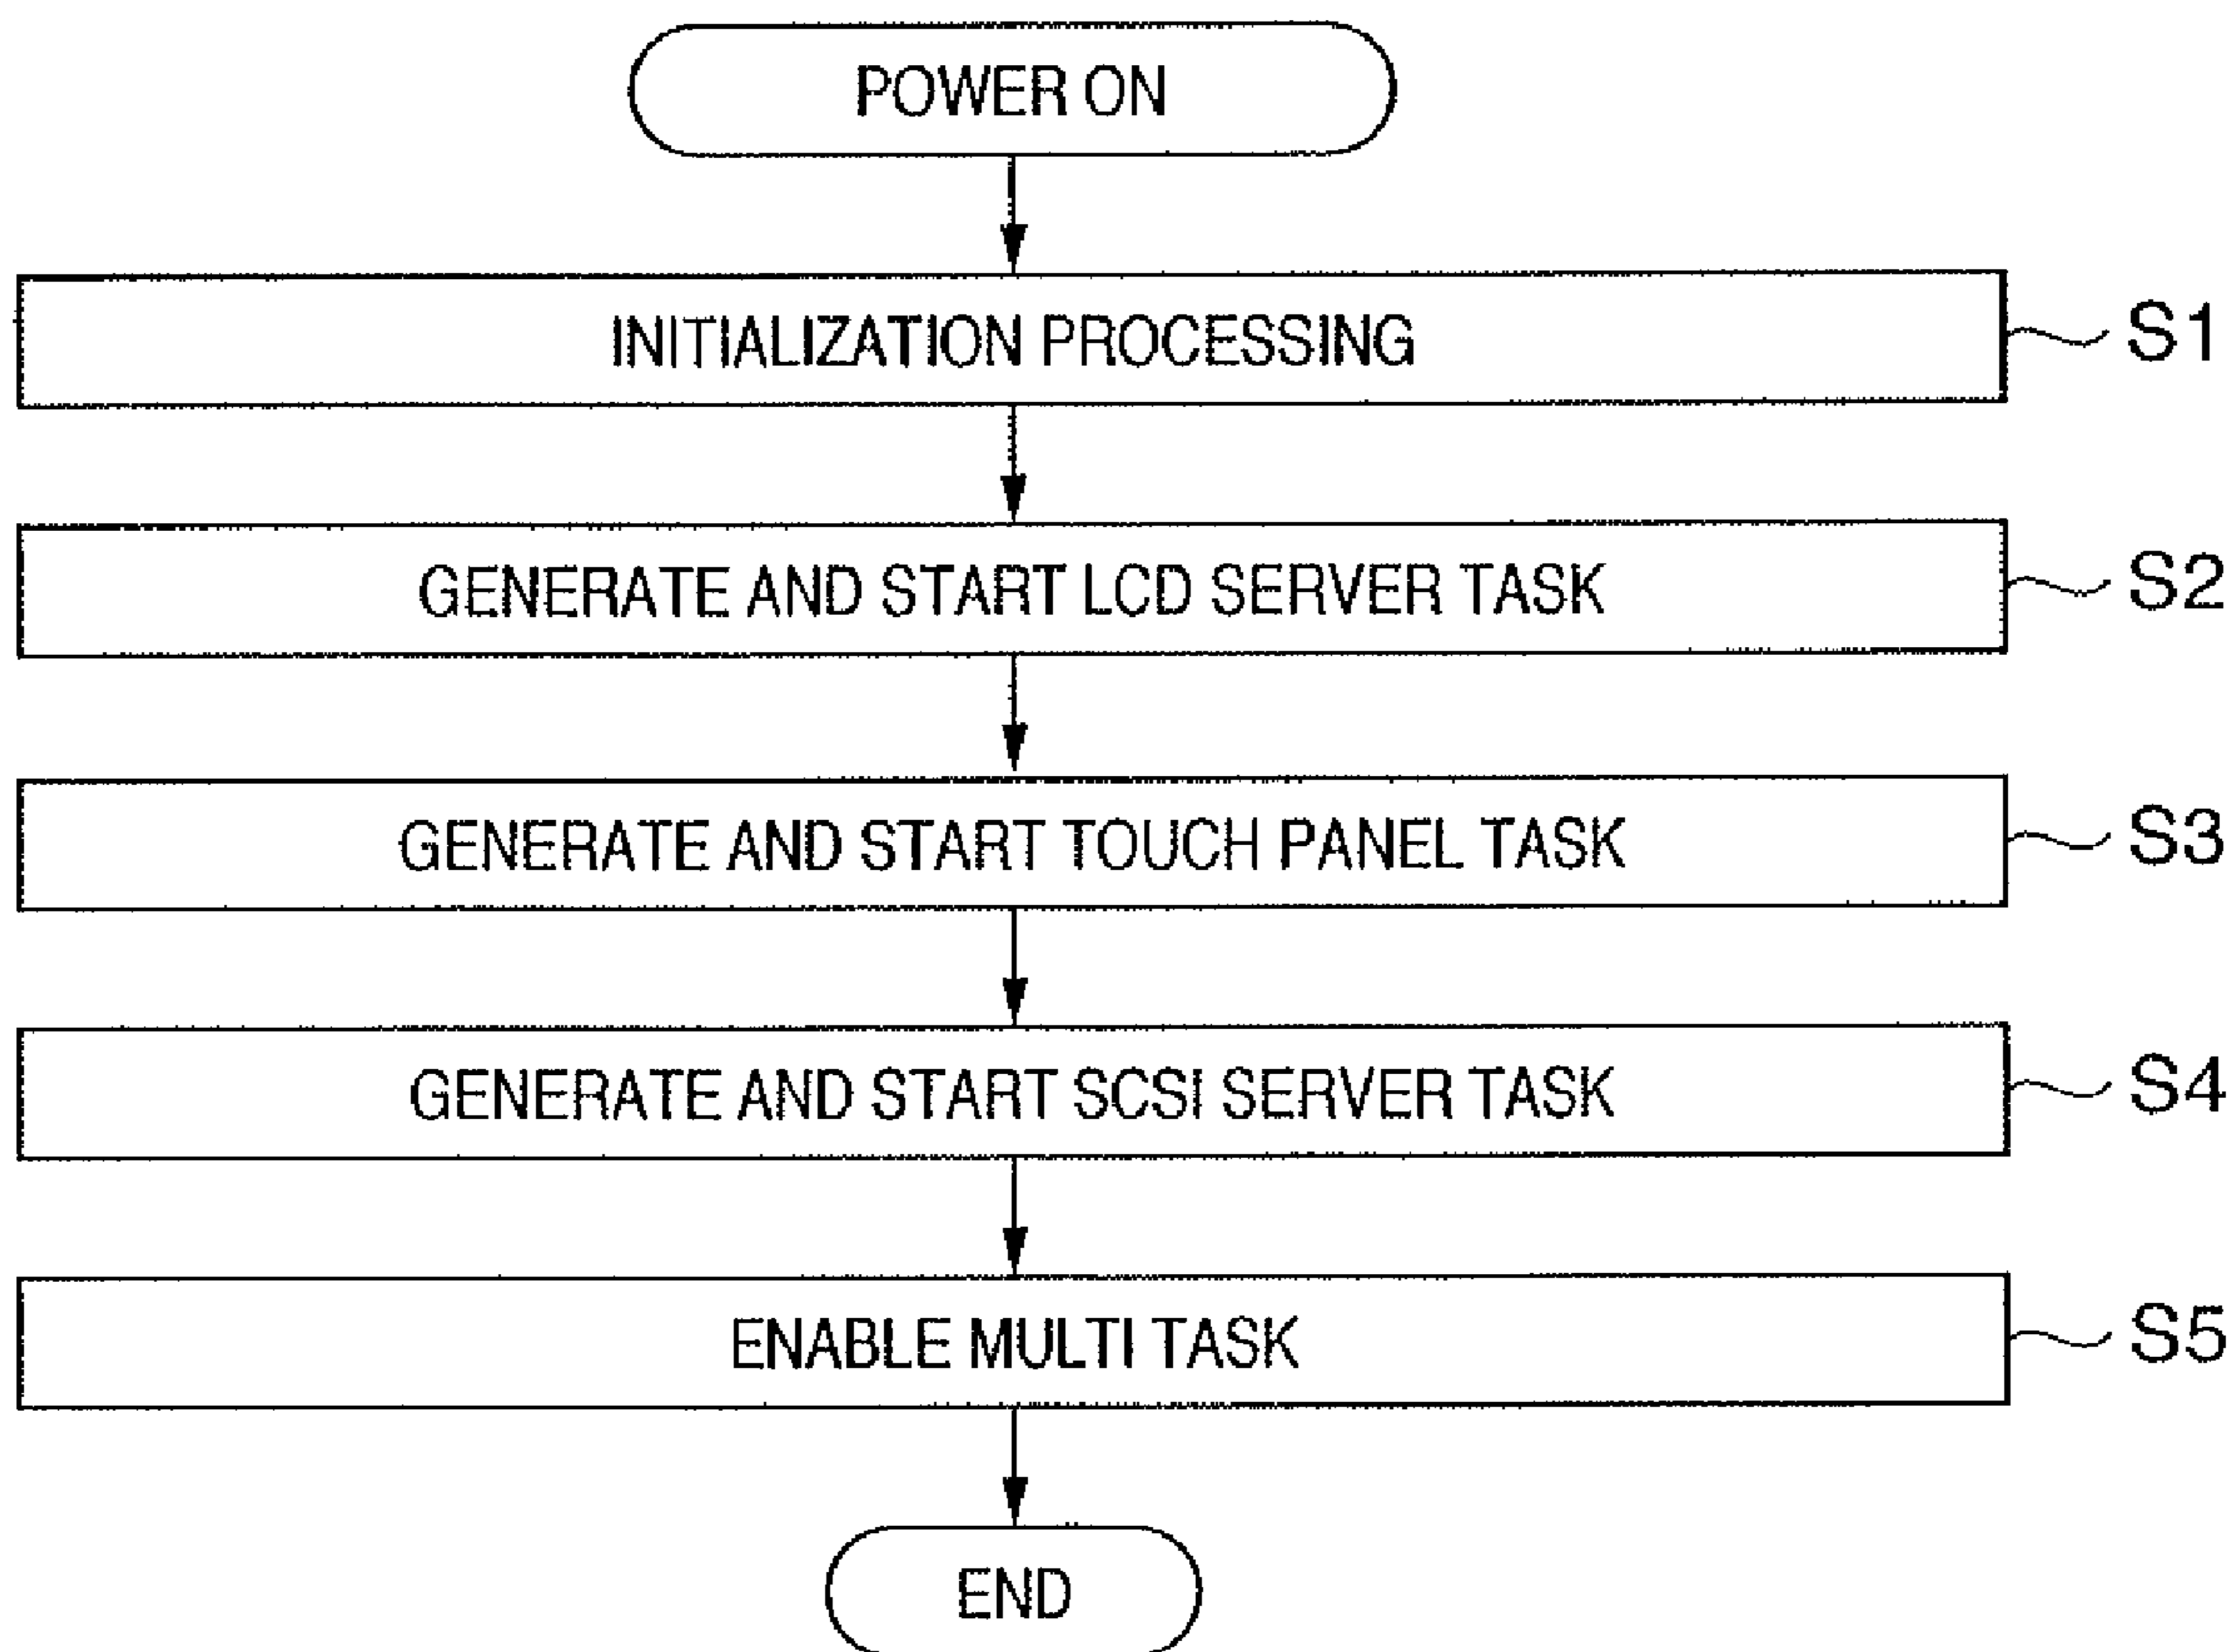 POWER ON
INITIALIZATION PROCESSING
S1
GENERATE AND START LCD SERVER TASK
S2
GENERATE AND START TOUCH PANEL TASK
S3
GENERATE AND START SCSI SERVER TASK
S4
ENABLE MULTI TASK
S5
END